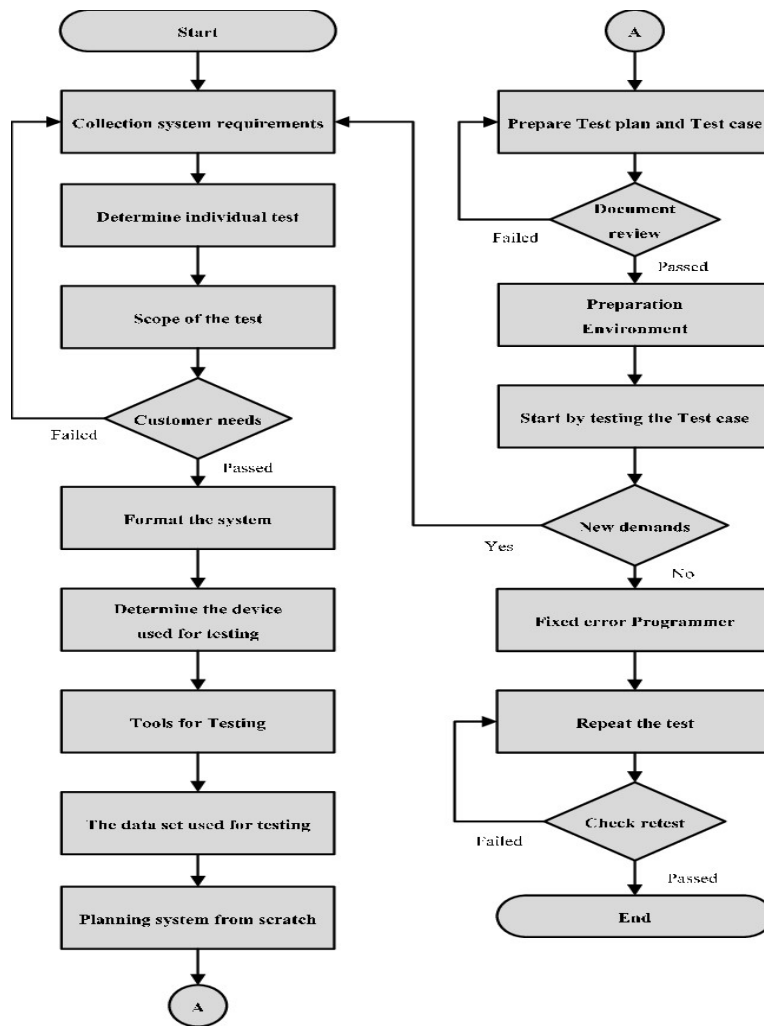 Start
Collection system requirements
Determine individual test
Scope of the test
Customer needs
Failed
Passed
Format the system
Determine the device
used for testing
Tools for Testing
The data set used for testing
Planning system from scratch
A
A
Prepare Test plan and Test case
Document
review
Failed
Passed
Preparation
Environment
Start by testing the Test case
New demands
Yes
No
Fixed error Programmer
Repeat the test
Check retest
Failed
Passed
End